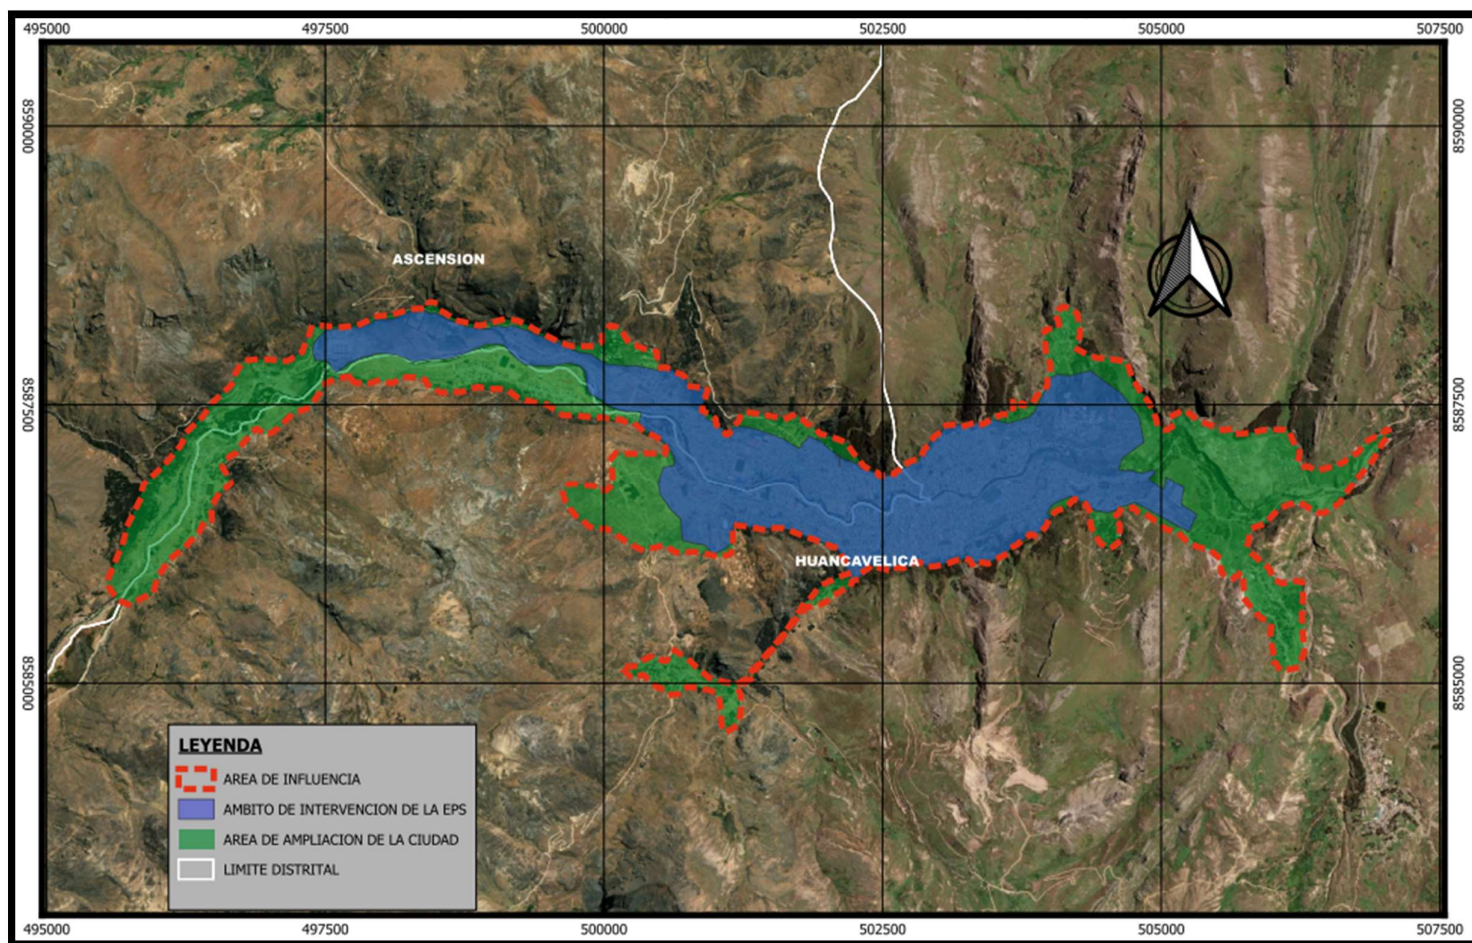 495000 497500 500000 502500 505000 507500
8590000 8590000
ASCENSION
8587500 8587500
HUANCAVELICA
8585000 8585000
LEYENDA
AREA DE INFLUENCIA
AMBITO DE INTERVENCION DE LA EPS
AREA DE AMPLIACION DE LA CIUDAD
LIMITE DISTRITAL
495000 497500 500000 502500 505000 507500